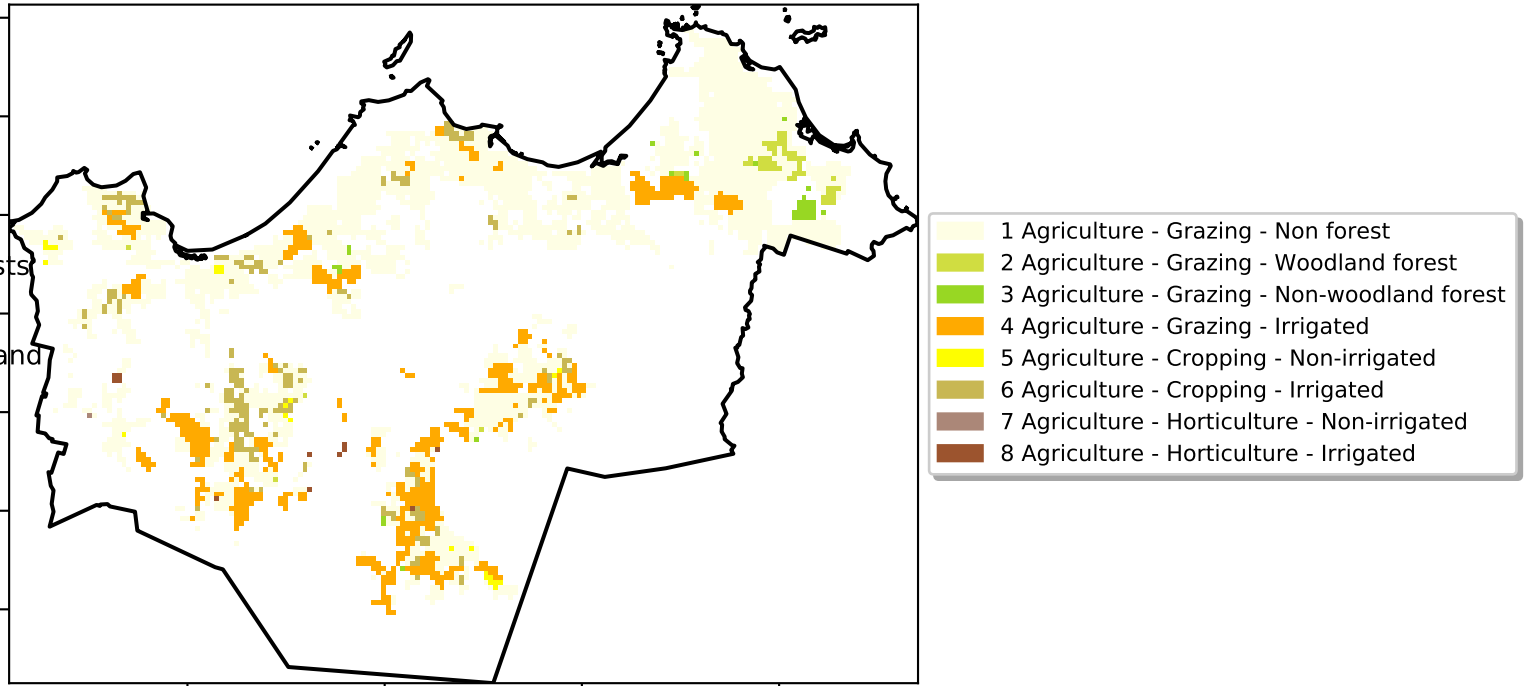 sts
and
1 Agriculture - Grazing - Non forest
2 Agriculture - Grazing - Woodland forest
3 Agriculture - Grazing - Non-woodland forest
4 Agriculture - Grazing - Irrigated
5 Agriculture - Cropping - Non-irrigated
6 Agriculture - Cropping - Irrigated
7 Agriculture - Horticulture - Non-irrigated
8 Agriculture - Horticulture - Irrigated